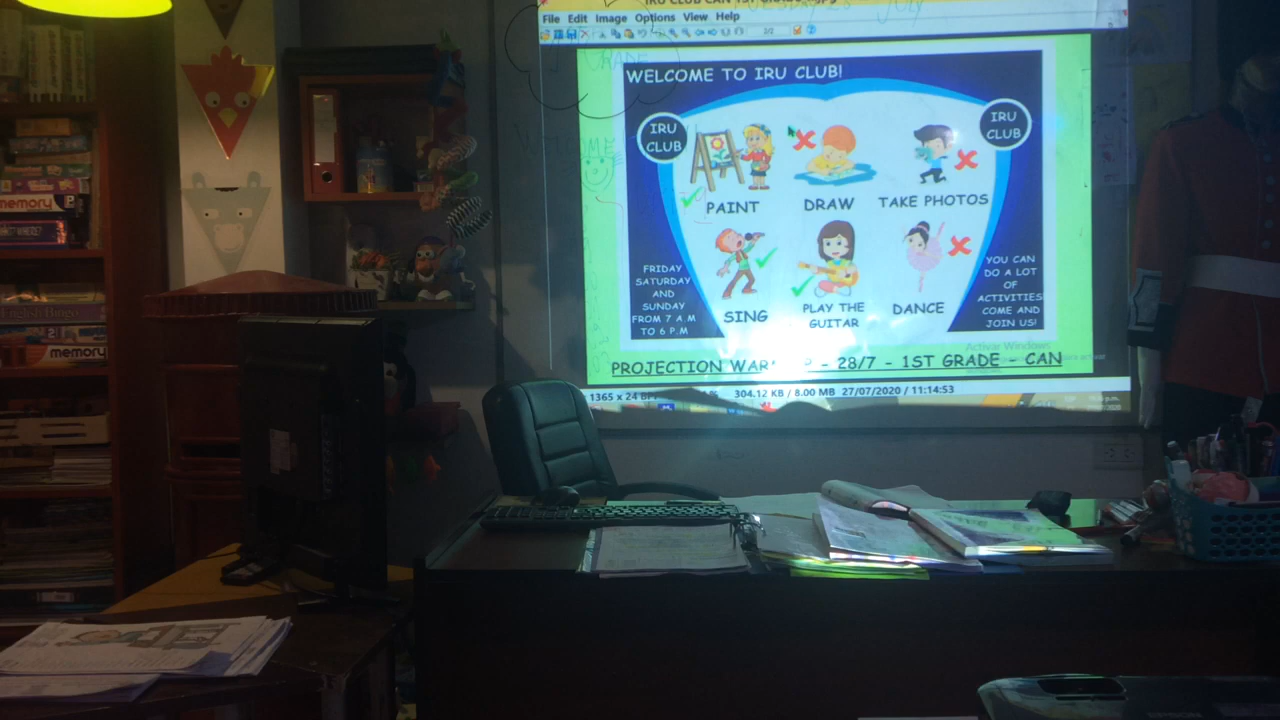 File Edit Image Options View Help
WELCOME TO IRU CLUB!
IRU
CLUB
IRU
CLUB
PAINT
DRAW
TAKE PHOTOS
SING
PLAY THE
GUITAR
DANCE
FRIDAY
SATURDAY
AND
SUNDAY
FROM 7 A.M
TO 6 P.M
YOU CAN
DO A LOT
OF
ACTIVITIES
COME AND
JOIN US!
PROJECTION - 28/7 - 1ST GRADE - CAN
Activar Windows
304.12 KB / 8.00 MB 27/07/2020 / 11:14:53
GRADE
memory
English Bingo
memory